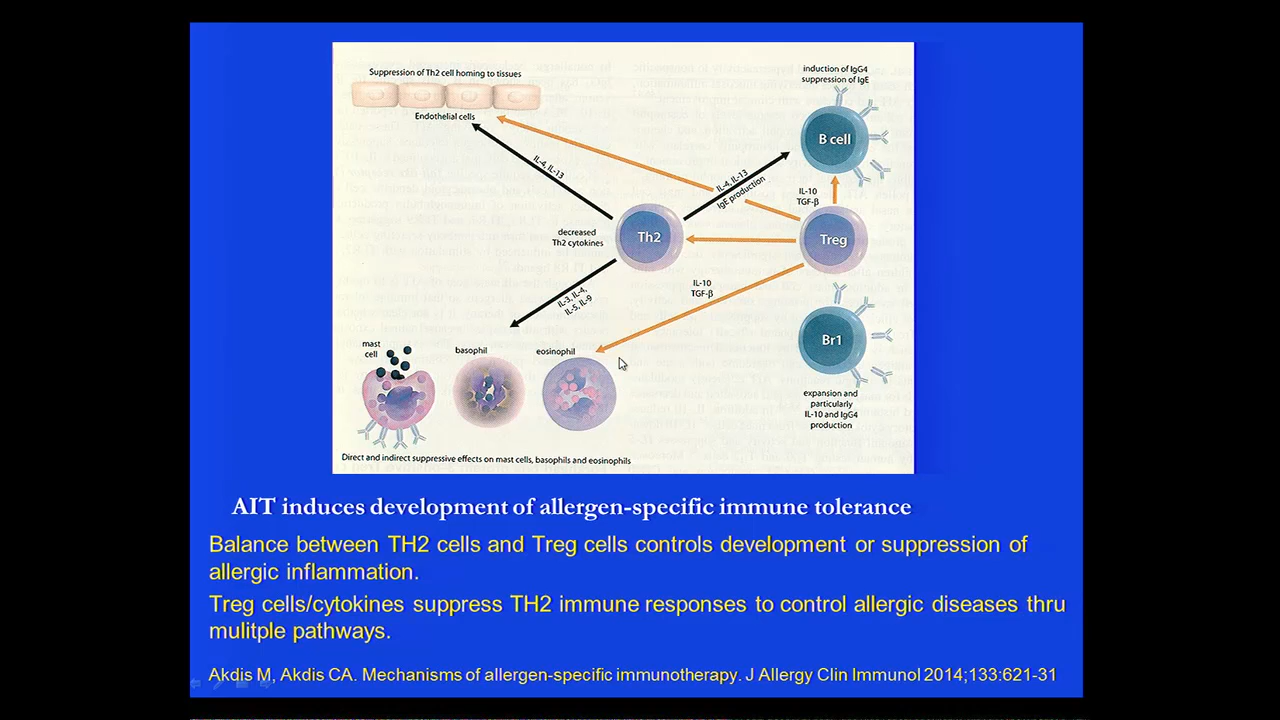 Suppression of Th2 cell homing to tissues
Endothelial cells
induction of IgG4
suppression of IgE
B cell
IL-4, IL-13
IL-4, IL-13
IgE production
IL-10
TGF-β
decreased
Th2 cytokines
Th2
Treg
IL-3, IL-4,
IL-5, IL-9
IL-10
TGF-β
mast
cell
basophil
eosinophil
Br1
expansion and
particularly
IL-10 and IgG4
production
Direct and indirect suppressive effects on mast cells, basophils and eosinophils
AIT induces development of allergen-specific immune tolerance
Balance between TH2 cells and Treg cells controls development or suppression of
allergic inflammation.
Treg cells/cytokines suppress TH2 immune responses to control allergic diseases thru
mulitple pathways.
Akdis M, Akdis CA. Mechanisms of allergen-specific immunotherapy. J Allergy Clin Immunol 2014;133:621-31